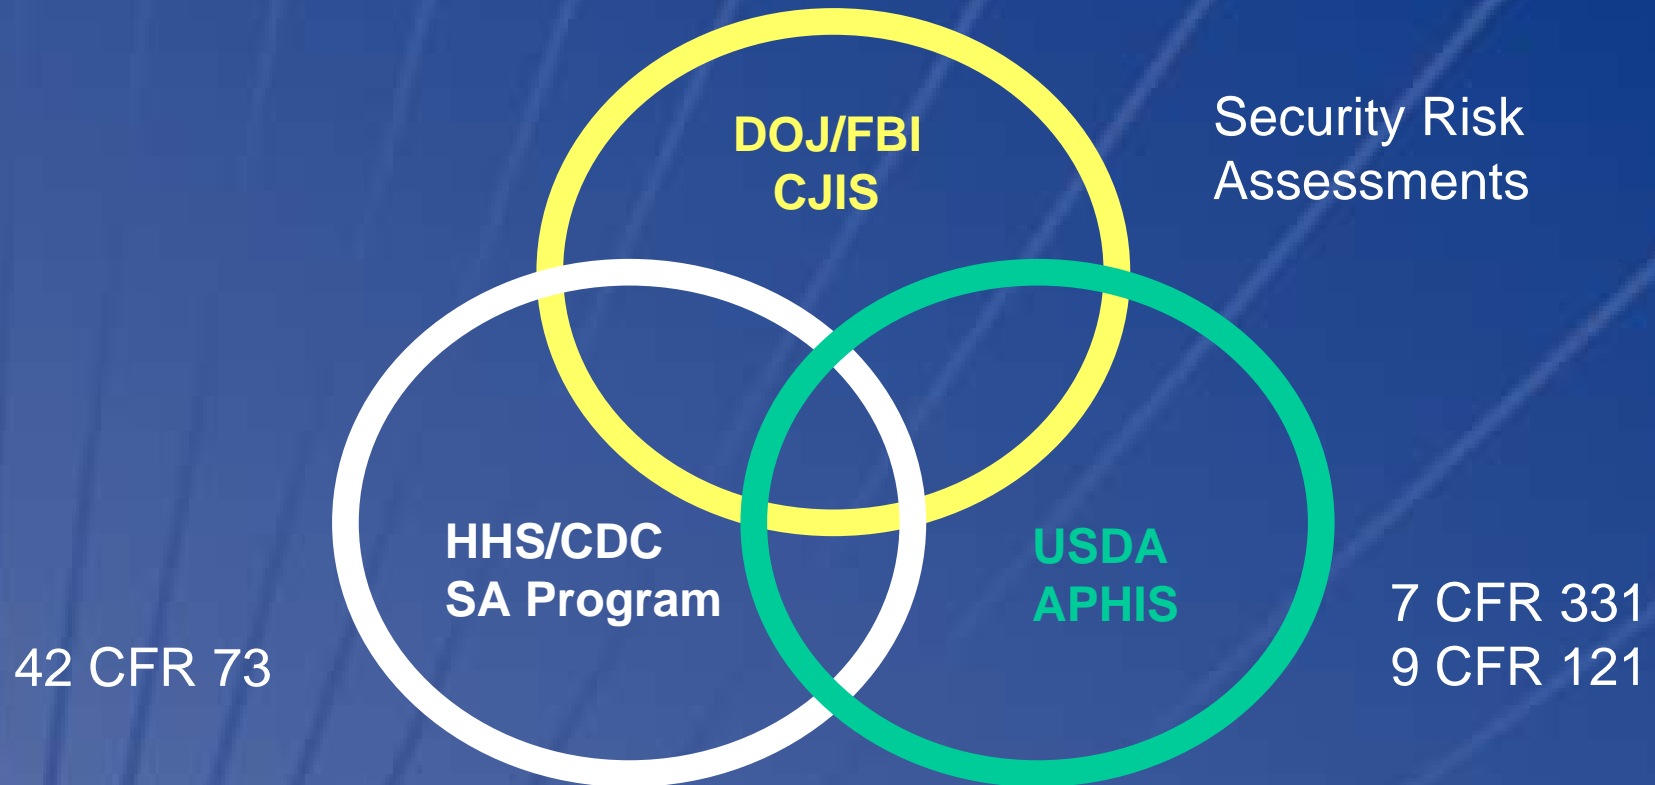 DOJ/FBI
CJIS
Security Risk
Assessments
HHS/CDC
SA Program
USDA
APHIS
42 CFR 73
7 CFR 331
9 CFR 121